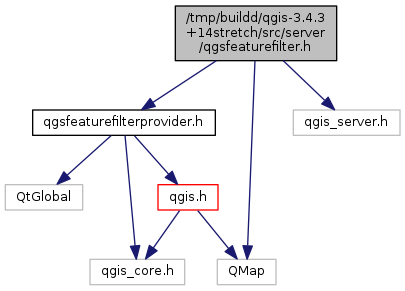 /tmp/buildd/qgis-3.4.3
+14stretch/src/server
/qgsfeaturefilter.h
qgsfeaturefilterprovider.h
qgis_server.h
QtGlobal
qgis.h
qgis_core.h
QMap